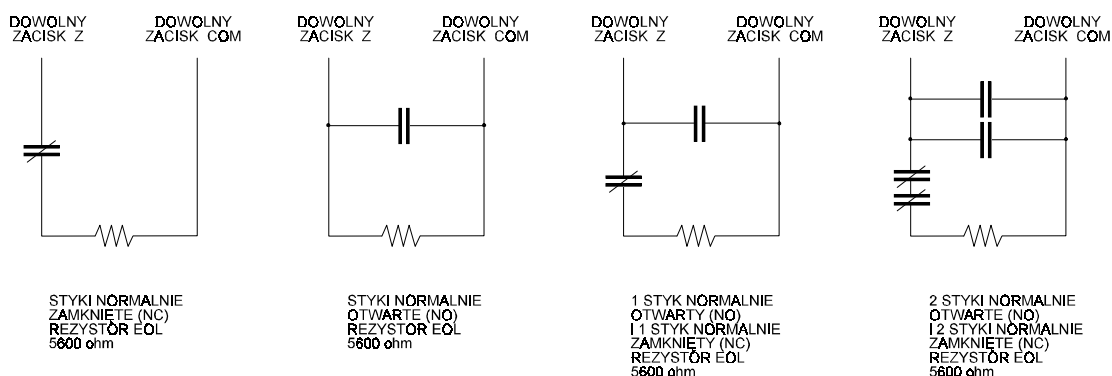 DOWOLNY
ZACISK Z
DOWOLNY
ZACISK COM
DOWOLNY
ZACISK Z
DOWOLNY
ZACISK COM
DOWOLNY
ZACISK Z
DOWOLNY
ZACISK COM
DOWOLNY
ZACISK Z
DOWOLNY
ZACISK COM
STYKI NORMALNIE
ZAMKNIĘTE (NC)
REZYSTOR EOL
5600 ohm
STYKI NORMALNIE
OTWARTE (NO)
REZYSTOR EOL
5600 ohm
1 STYK NORMALNIE
OTWARTY (NO)
I 1 STYK NORMALNIE
ZAMKNIĘTY (NC)
REZYSTOR EOL
5600 ohm
2 STYKI NORMALNIE
OTWARTE (NO)
I 2 STYKI NORMALNIE
ZAMKNIĘTE (NC)
REZYSTOR EOL
5600 ohm